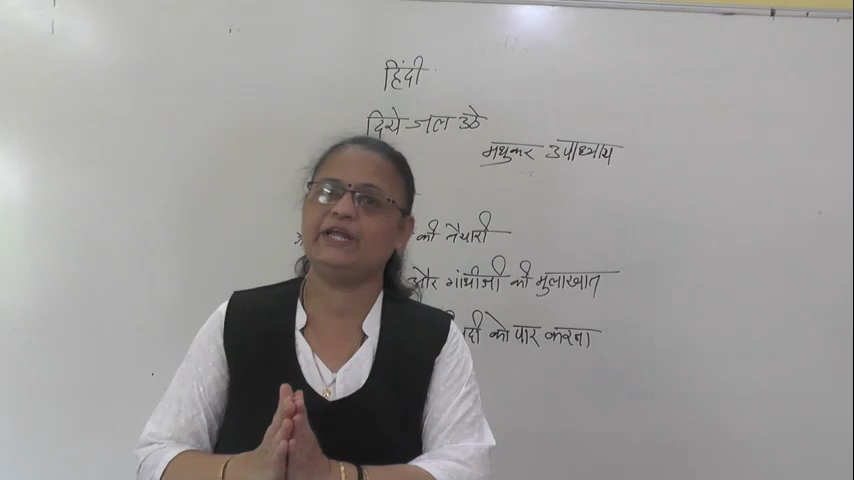 हिंदी
दिये जल उठे
मधुकर उपाध्याय
की तैयारी
और गांधीजी की मुलाखात
को पार करना